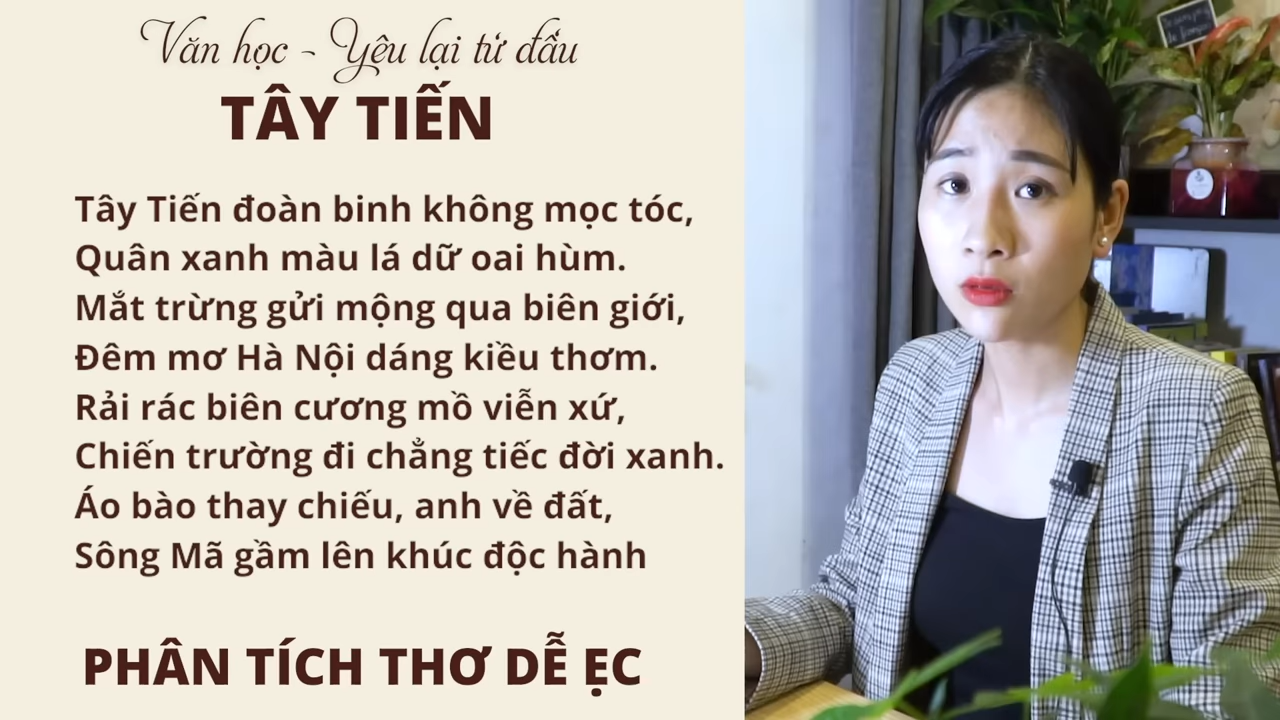 Văn học - Yêu lại từ đầu
TÂY TIẾN
Tây Tiến đoàn binh không mọc tóc,
Quân xanh màu lá dữ oai hùm.
Mắt trừng gửi mộng qua biên giới,
Đêm mơ Hà Nội dáng kiều thơm.
Rải rác biên cương mồ viễn xứ,
Chiến trường đi chẳng tiếc đời xanh.
Áo bào thay chiếu, anh về đất,
Sông Mã gầm lên khúc độc hành
PHÂN TÍCH THƠ DỄ ẸC